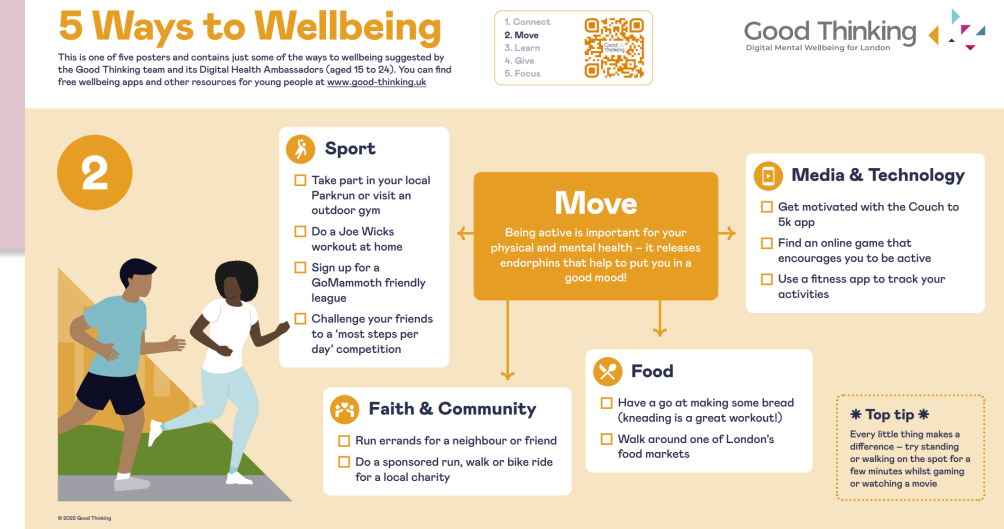 5 Ways to Wellbeing
This is one of five posters and contains just some of the ways to wellbeing suggested by
the Good Thinking team and its Digital Health Ambassadors (aged 15 to 24). You can find
free wellbeing apps and other resources for young people at www.good-thinking.uk
1. Connect
2. Move
3. Learn
4. Give
5. Focus
Good
Thinking
Good Thinking
Digital Mental Wellbeing for London
2
Sport
Take part in your local
Parkrun or visit an
outdoor gym
Do a Joe Wicks
workout at home
Sign up for a
GoMammoth friendly
league
Challenge your friends
to a ‘most steps per
day’ competition
Move
Being active is important for your
physical and mental health – it releases
endorphins that help to put you in a
good mood!
Media & Technology
Get motivated with the Couch to
5k app
Find an online game that
encourages you to be active
Use a fitness app to track your
activities
Faith & Community
Run errands for a neighbour or friend
Do a sponsored run, walk or bike ride
for a local charity
Food
Have a go at making some bread
(kneading is a great workout!)
Walk around one of London’s
food markets
✱ Top tip ✱
Every little thing makes a
difference – try standing
or walking on the spot for a
few minutes whilst gaming
or watching a movie
© 2022 Good Thinking